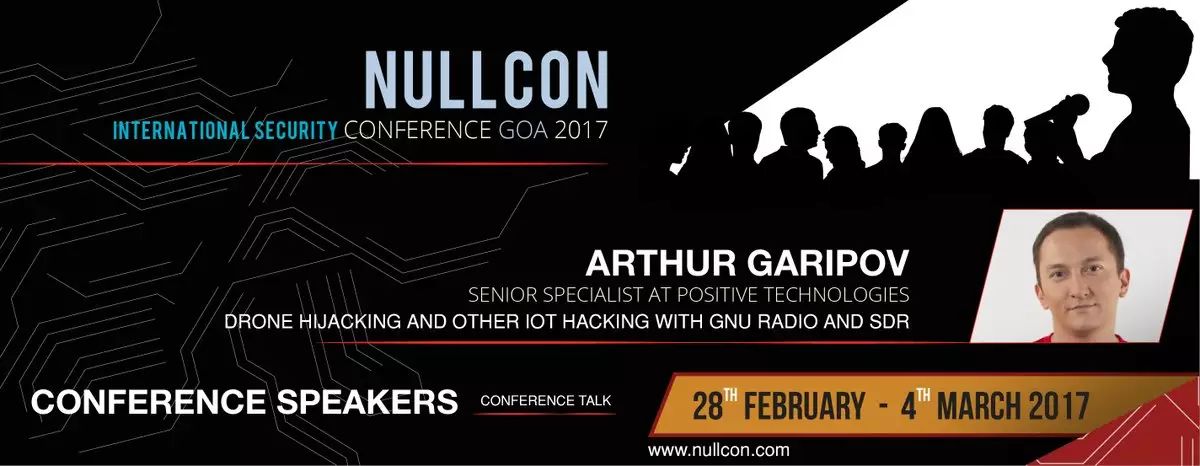 NULLCON
INTERNATIONAL SECURITY CONFERENCE GOA 2017
ARTHUR GARIPOV
SENIOR SPECIALIST AT POSITIVE TECHNOLOGIES
DRONE HIJACKING AND OTHER IOT HACKING WITH GNU RADIO AND SDR
CONFERENCE SPEAKERS CONFERENCE TALK
28TH FEBRUARY - 4TH MARCH 2017
www.nullcon.com